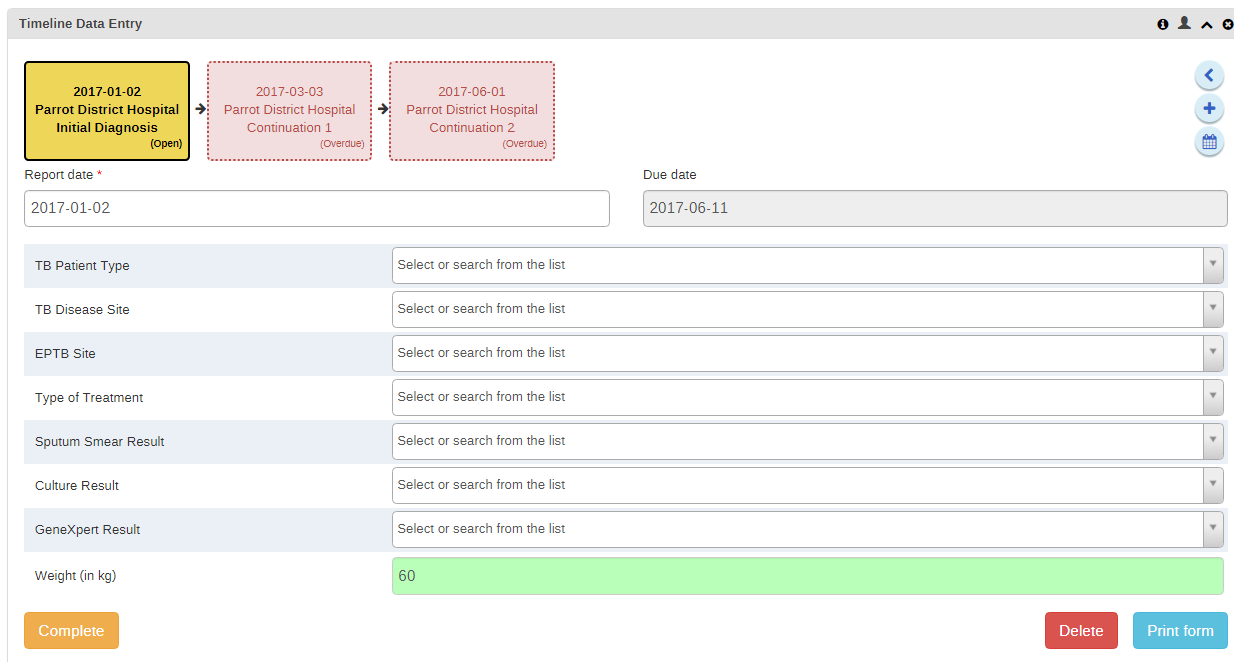 Timeline Data Entry
2017-01-02
Parrot District Hospital
Initial Diagnosis
(Open)
2017-03-03
Parrot District Hospital
Continuation 1
(Overdue)
2017-06-01
Parrot District Hospital
Continuation 2
(Overdue)
Report date *
Due date
2017-01-02
2017-06-11
TB Patient Type
Select or search from the list
TB Disease Site
Select or search from the list
EPTB Site
Select or search from the list
Type of Treatment
Select or search from the list
Sputum Smear Result
Select or search from the list
Culture Result
Select or search from the list
GeneXpert Result
Select or search from the list
Weight (in kg)
60
Complete
Delete
Print form